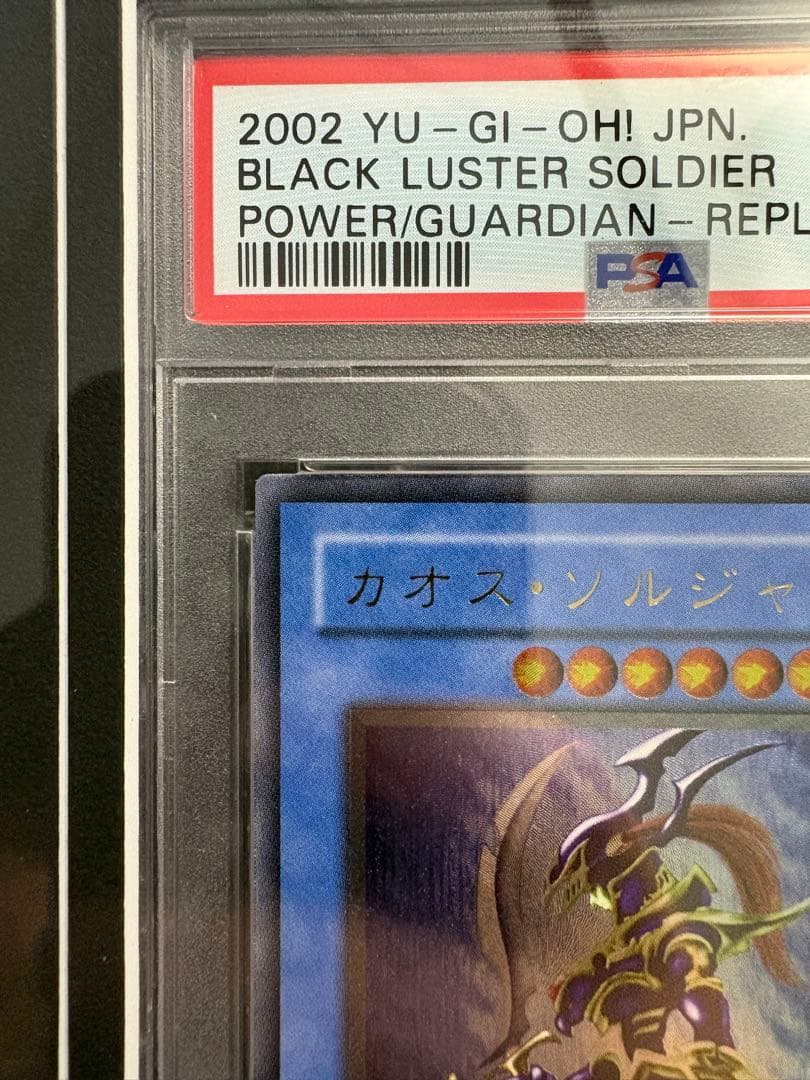 2002 YU-GI-OH! JPN.
BLACK LUSTER SOLDIER
POWER/GUARDIAN-REPL
PSA
カオス・ソルジャ